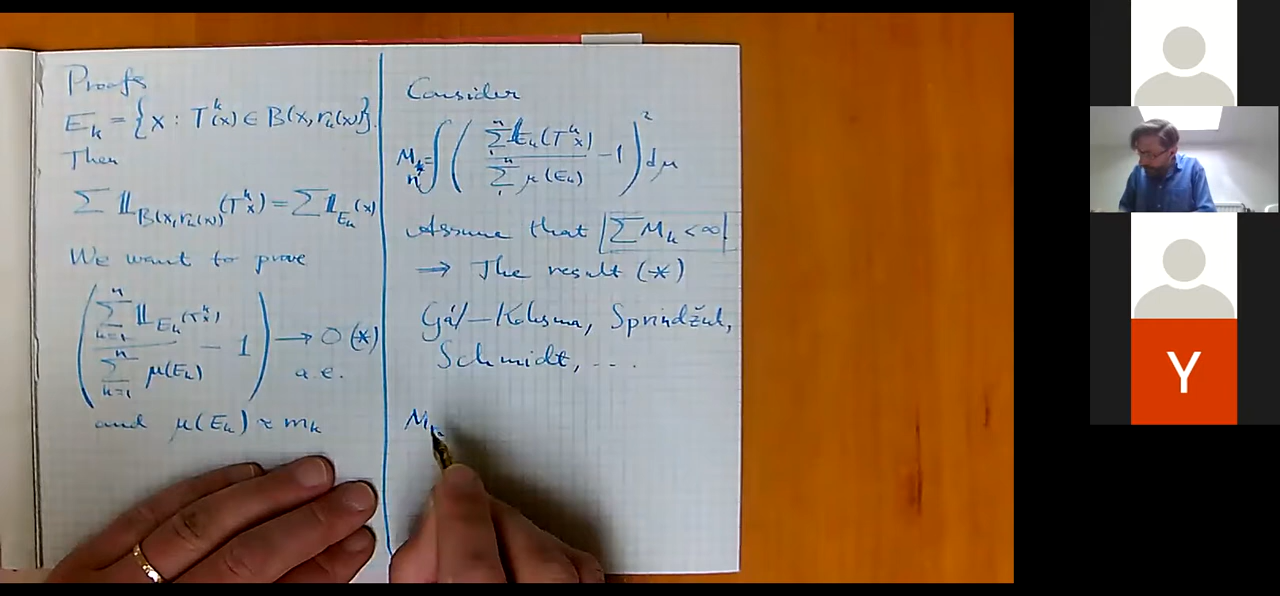 Proofs
E_k = {x : T^k(x) ∈ B(x, r_k(x))}.
Then
∑ 𝟙_{B(x, r_k(x))}(T^k x) = ∑ 𝟙_{E_k}(x)
We want to prove
( (∑_{k=1}^n 𝟙_{E_k}(T^k x)) / (∑_{k=1}^n μ(E_k)) − 1 ) → 0 (*)
a.e.
and μ(E_k) ≈ m_k
Consider
M_n = ∫ ( (∑_1^n 𝟙_{E_k}(T^k x)) / (∑_1^n μ(E_k)) − 1 )^2 dμ
Assume that ∑ M_k < ∞.
⇒ The result (*)
Gál–Koksma, Sprindžuk,
Schmidt, ...
M
Y